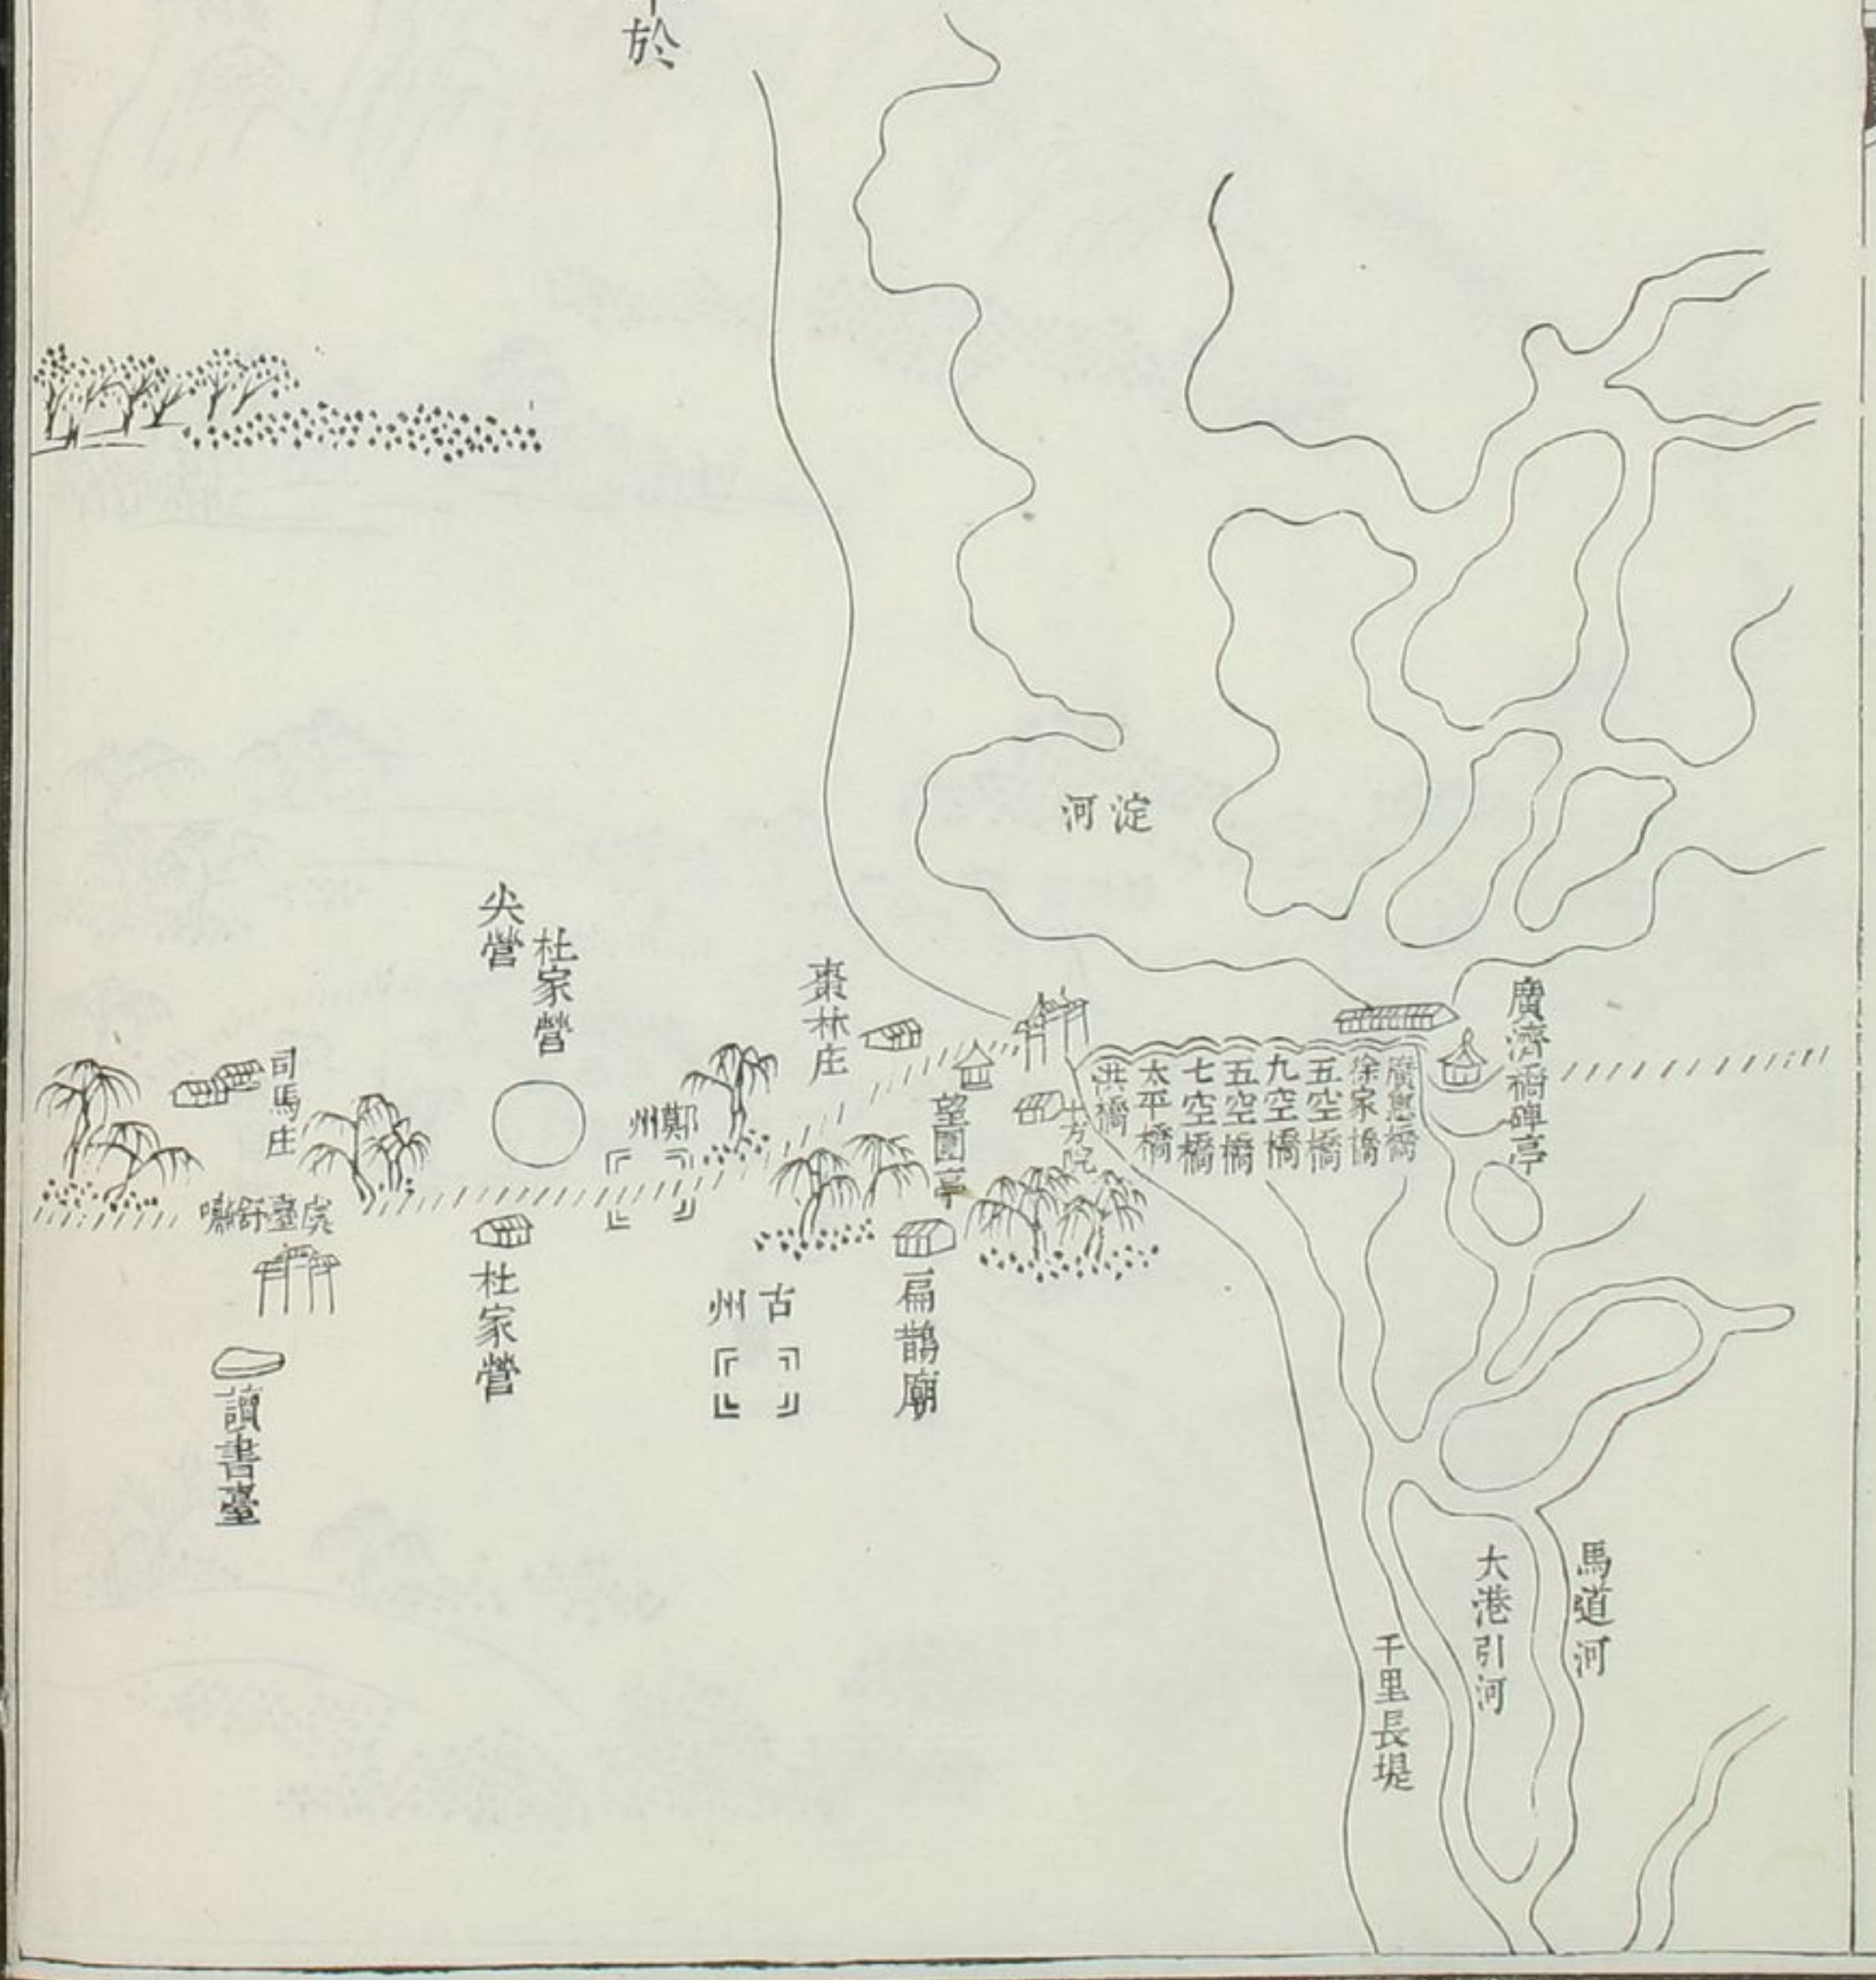 於
淀河
廣濟橋碑亭
廣惠橋
徐家橋
五空橋
九空橋
五空橋
七空橋
太平橋
洪橋
十方院
望圍亭
棗林庄
扁鵲廟
古州
鄚州
杜家營
尖營
杜家營
司馬庄
讀書臺
馬道河
大港引河
千里長堤